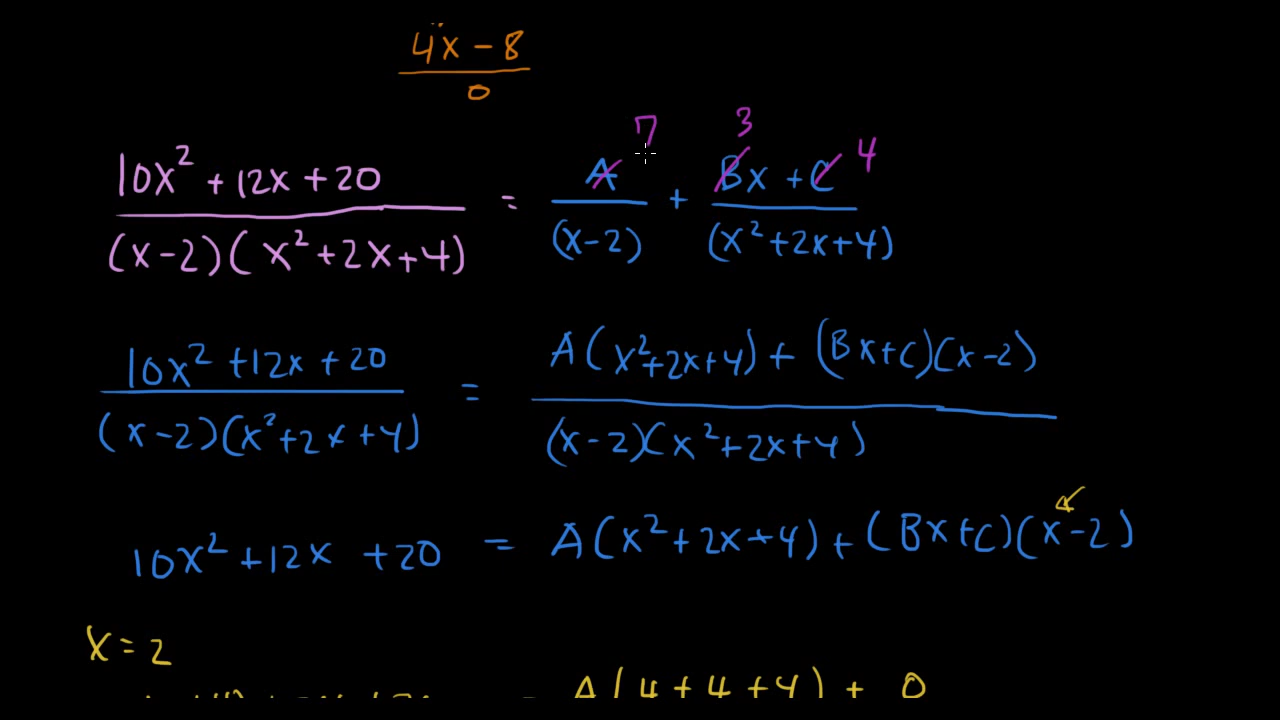 4x - 8
0
7 3 4
10x² + 12x + 20 = A + Bx + C
(x-2)(x²+2x+4) (x-2) (x²+2x+4)
10x² + 12x + 20 = A(x²+2x+4) + (Bx+C)(x-2)
(x-2)(x²+2x+4) (x-2)(x²+2x+4)
10x² + 12x + 20 = A(x²+2x+4) + (Bx+C)(x-2)
x = 2
= A(4+4+4) + 0